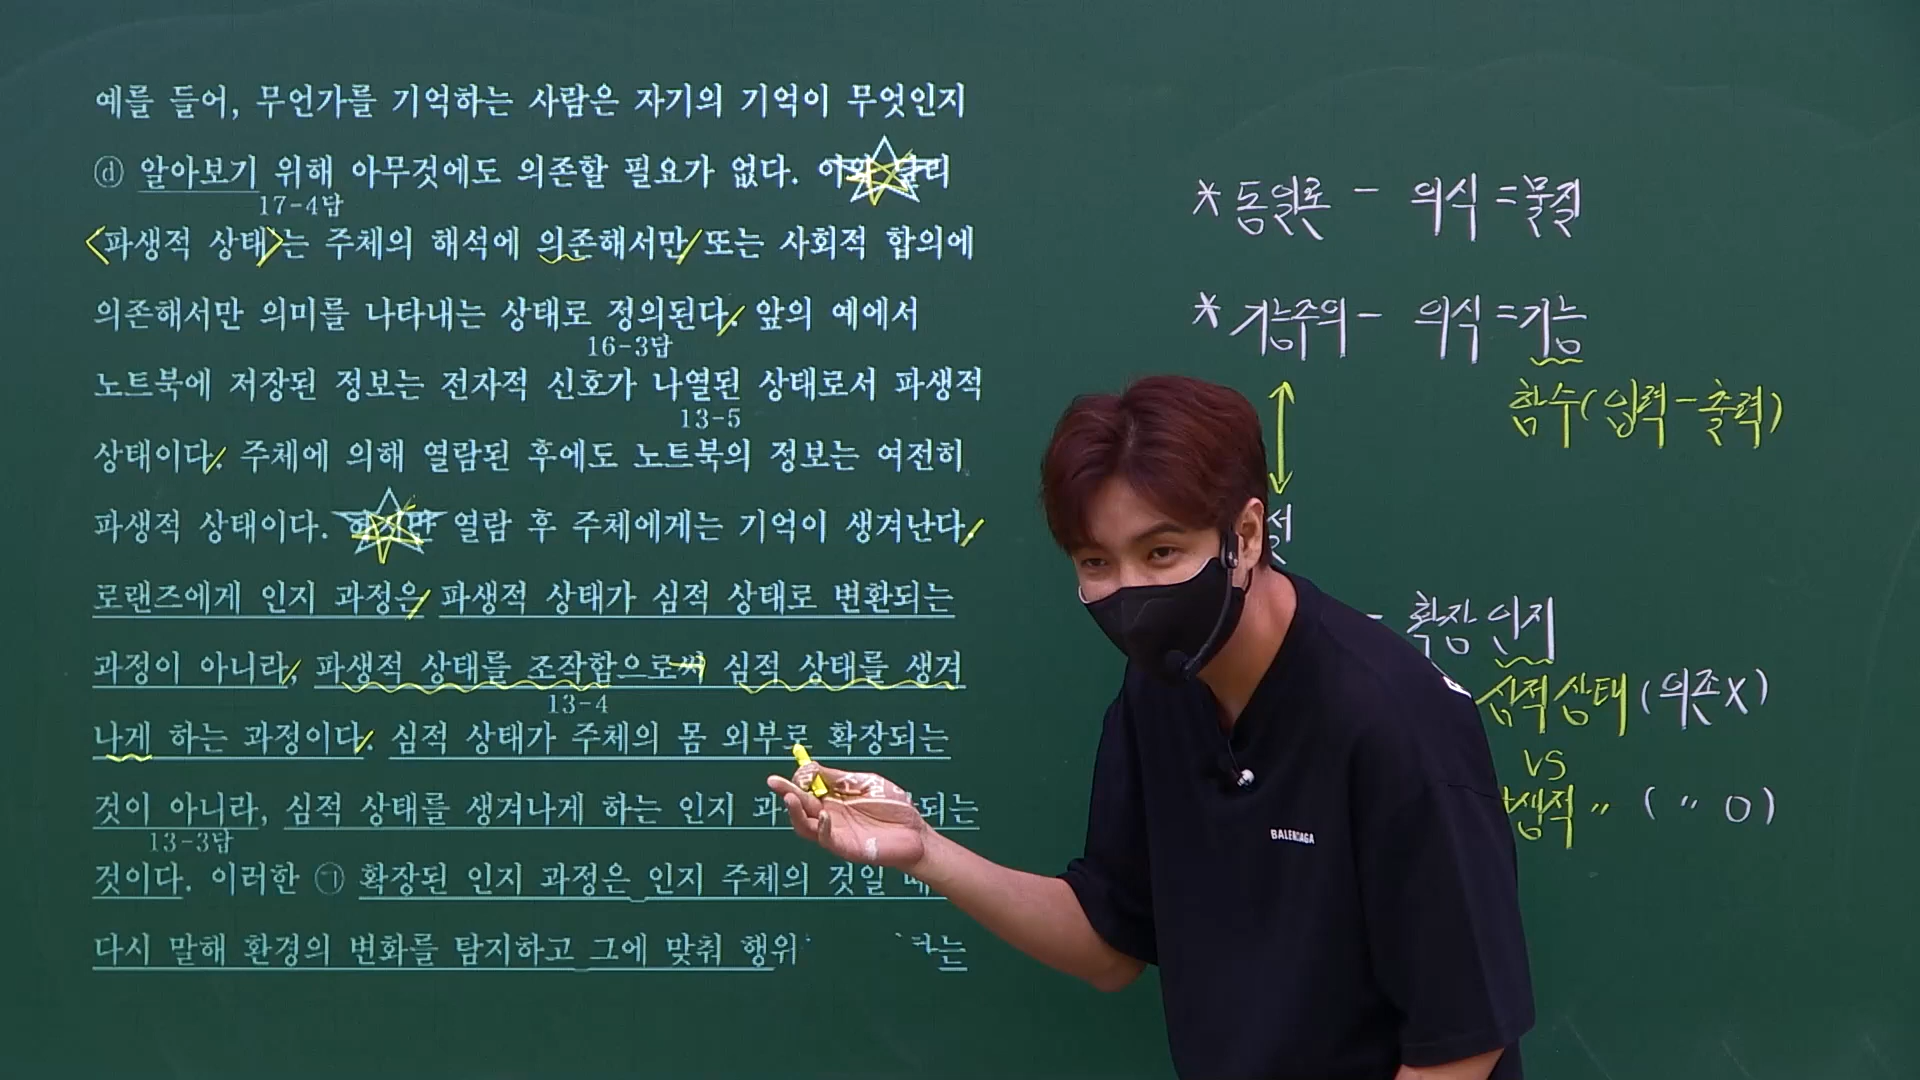 예를 들어, 무언가를 기억하는 사람은 자기의 기억이 무엇인지
ⓓ 알아보기 위해 아무것에도 의존할 필요가 없다. 이와 달리
17-4답
<파생적 상태>는 주체의 해석에 의존해서만/또는 사회적 합의에
의존해서만 의미를 나타내는 상태로 정의된다. 앞의 예에서
16-3답
노트북에 저장된 정보는 전자적 신호가 나열된 상태로서 파생적
13-5
상태이다. 주체에 의해 열람된 후에도 노트북의 정보는 여전히
파생적 상태이다. 하지만 열람 후 주체에게는 기억이 생겨난다.
로랜즈에게 인지 과정은/파생적 상태가 심적 상태로 변환되는
과정이 아니라, 파생적 상태를 조작함으로써 심적 상태를 생겨
13-4
나게 하는 과정이다. 심적 상태가 주체의 몸 외부로 확장되는
것이 아니라, 심적 상태를 생겨나게 하는 인지 과 되는
13-3답
것이다. 이러한 ㉠ 확장된 인지 과정은 인지 주체의 것일
다시 말해 환경의 변화를 탐지하고 그에 맞춰 행위 는
* 동일론 - 의식 = 물질
* 기능주의 - 의식 = 기능
함수(입력-출력)
설
- 확장 인지
심적 상태 (의존X)
VS
생적 〃 ( 〃 O)
BALENCIAGA